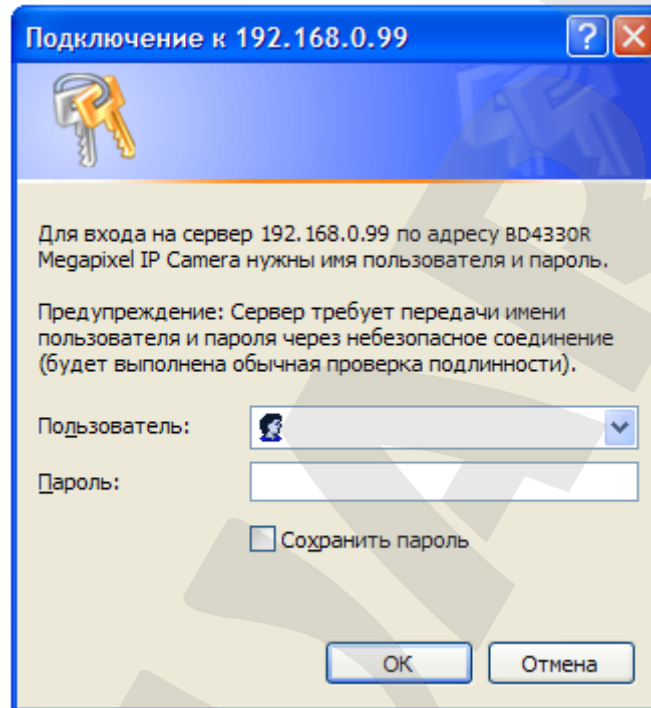 Подключение к 192.168.0.99
Для входа на сервер 192.168.0.99 по адресу BD4330R
Megapixel IP Camera нужны имя пользователя и пароль.
Предупреждение: Сервер требует передачи имени
пользователя и пароля через небезопасное соединение
(будет выполнена обычная проверка подлинности).
Пользователь:
Пароль:
Сохранить пароль
ОК
Отмена